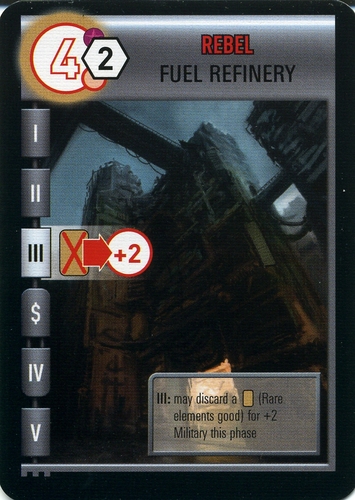 4
2
REBEL
FUEL REFINERY
I
II
III
+2
$
IV
V
III: may discard a (Rare
elements good) for +2
Military this phase